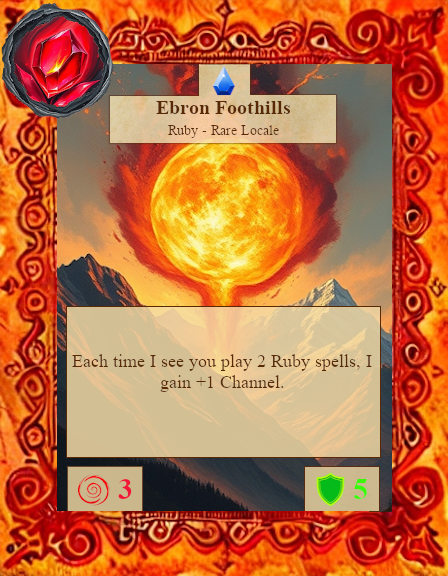 Ebron Foothills
Ruby - Rare Locale
Each time I see you play 2 Ruby spells, I
gain +1 Channel.
3
5